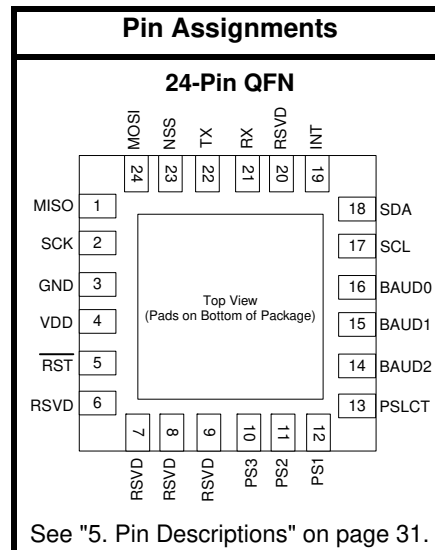 Pin Assignments
24-Pin QFN
MOSI NSS TX RX RSVD INT
24 23 22 21 20 19
MISO 1
SCK 2
GND 3
VDD 4
RST 5
RSVD 6
18 SDA
17 SCL
16 BAUD0
15 BAUD1
14 BAUD2
13 PSLCT
Top View
(Pads on Bottom of Package)
7 8 9 10 11 12
RSVD RSVD RSVD PS3 PS2 PS1
See "5. Pin Descriptions" on page 31.